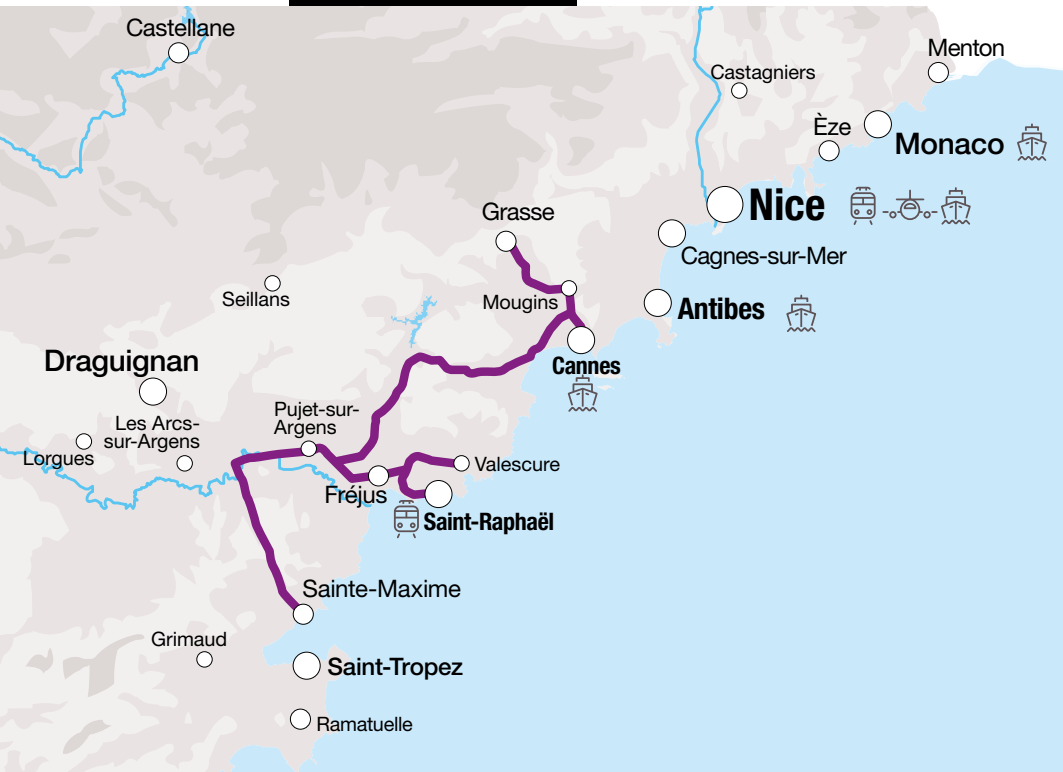 Castellane
Menton
Castagniers
Èze
Monaco
Nice
Grasse
Cagnes-sur-Mer
Seillans
Mougins
Antibes
Draguignan
Cannes
Pujet-sur-
Argens
Les Arcs-
sur-Argens
Lorgues
Valescure
Fréjus
Saint-Raphaël
Sainte-Maxime
Grimaud
Saint-Tropez
Ramatuelle